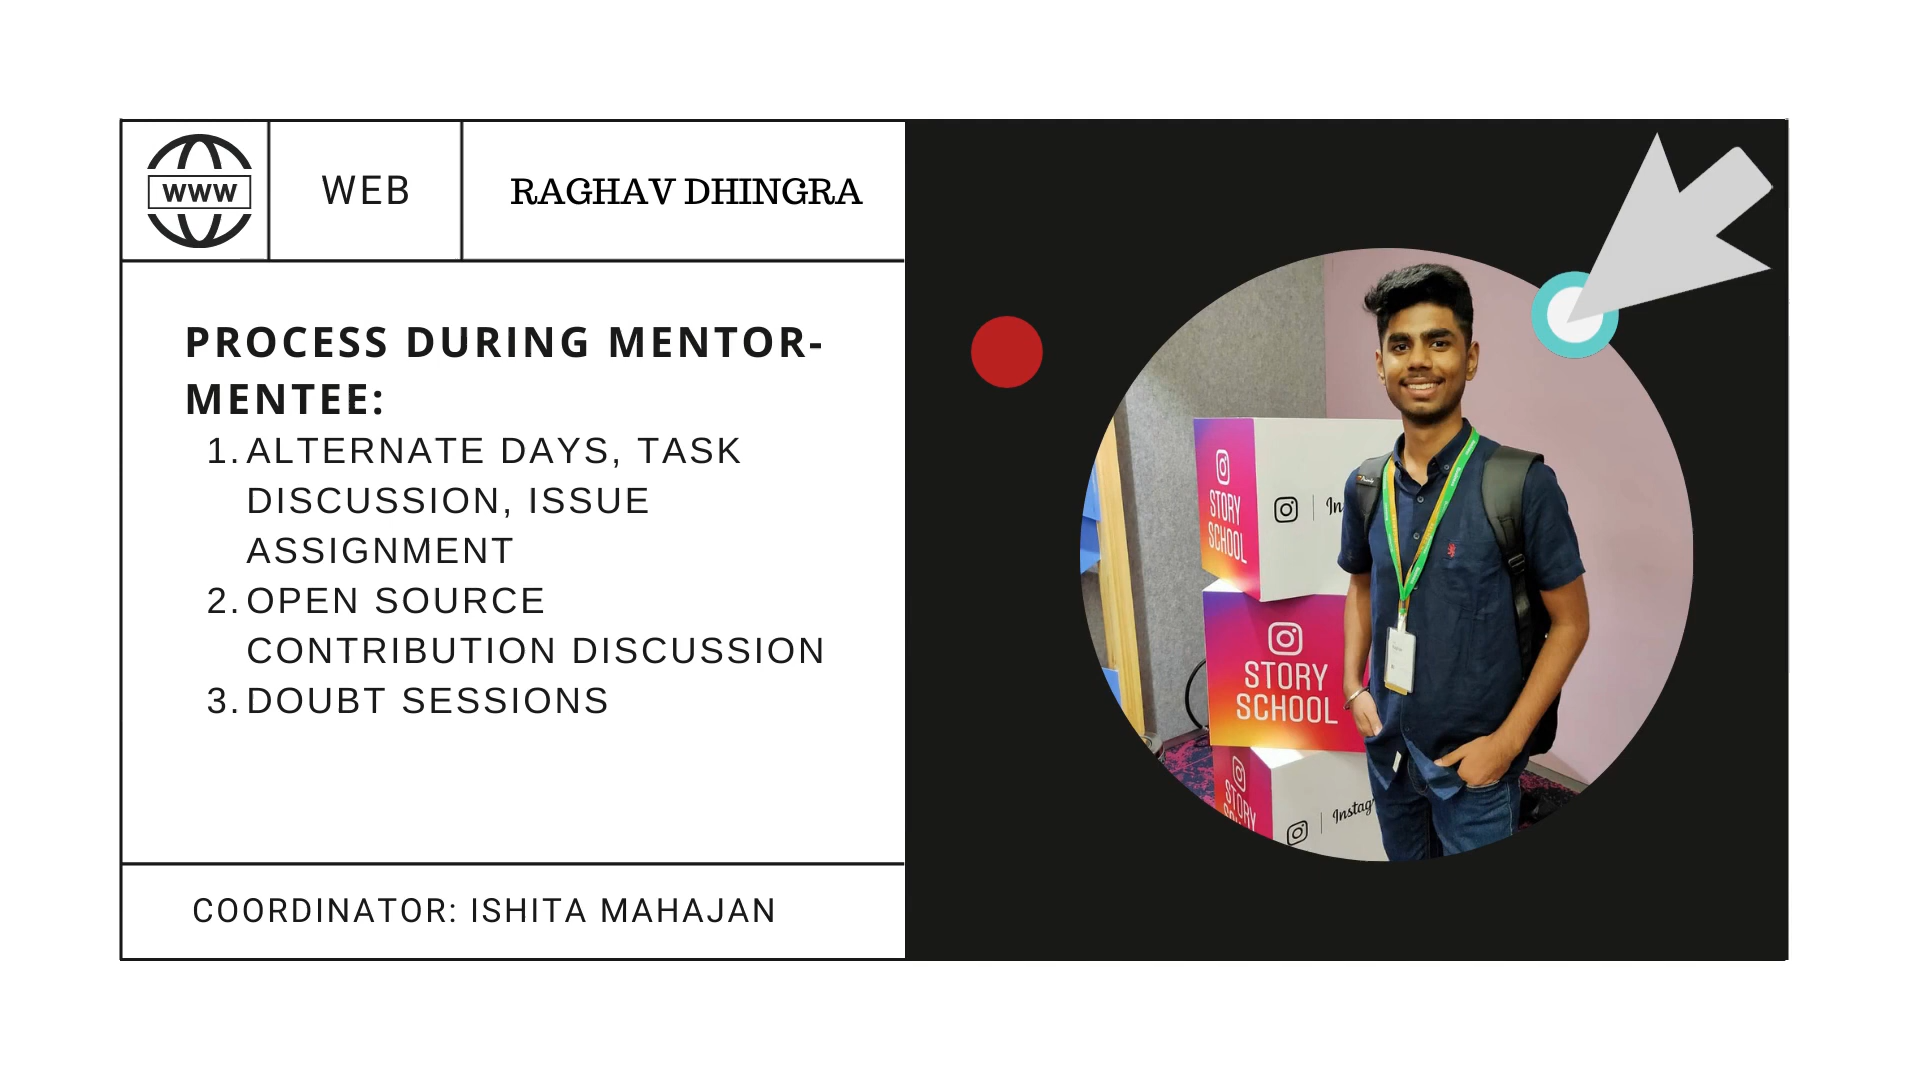 WWW
WEB
RAGHAV DHINGRA
PROCESS DURING MENTOR-
MENTEE:
1. ALTERNATE DAYS, TASK
DISCUSSION, ISSUE
ASSIGNMENT
2. OPEN SOURCE
CONTRIBUTION DISCUSSION
3. DOUBT SESSIONS
COORDINATOR: ISHITA MAHAJAN
STORY
SCHOOL
STORY
SCHOOL
STORY